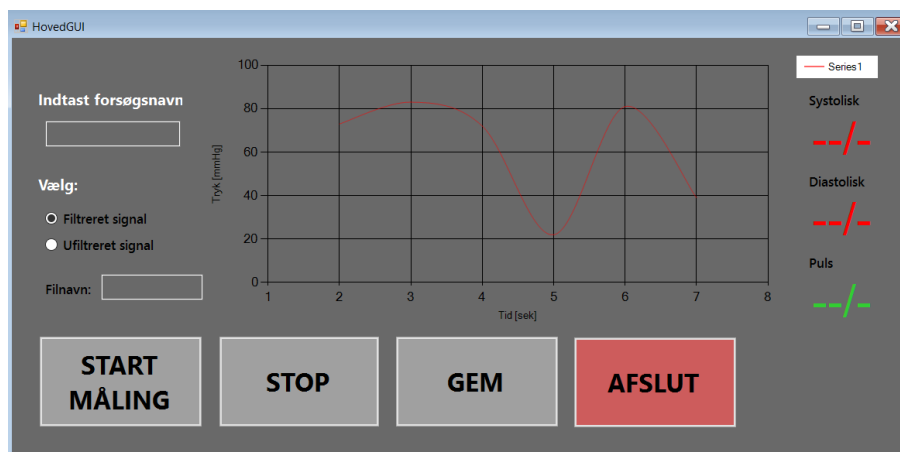 HovedGUI
Indtast forsøgsnavn
Vælg:
Filtreret signal
Ufiltreret signal
Filnavn:
100
80
60
40
20
0
Tryk [mmHg]
1 2 3 4 5 6 7 8
Tid [sek]
Series1
Systolisk
--/-
Diastolisk
--/-
Puls
--/-
START
MÅLING
STOP
GEM
AFSLUT